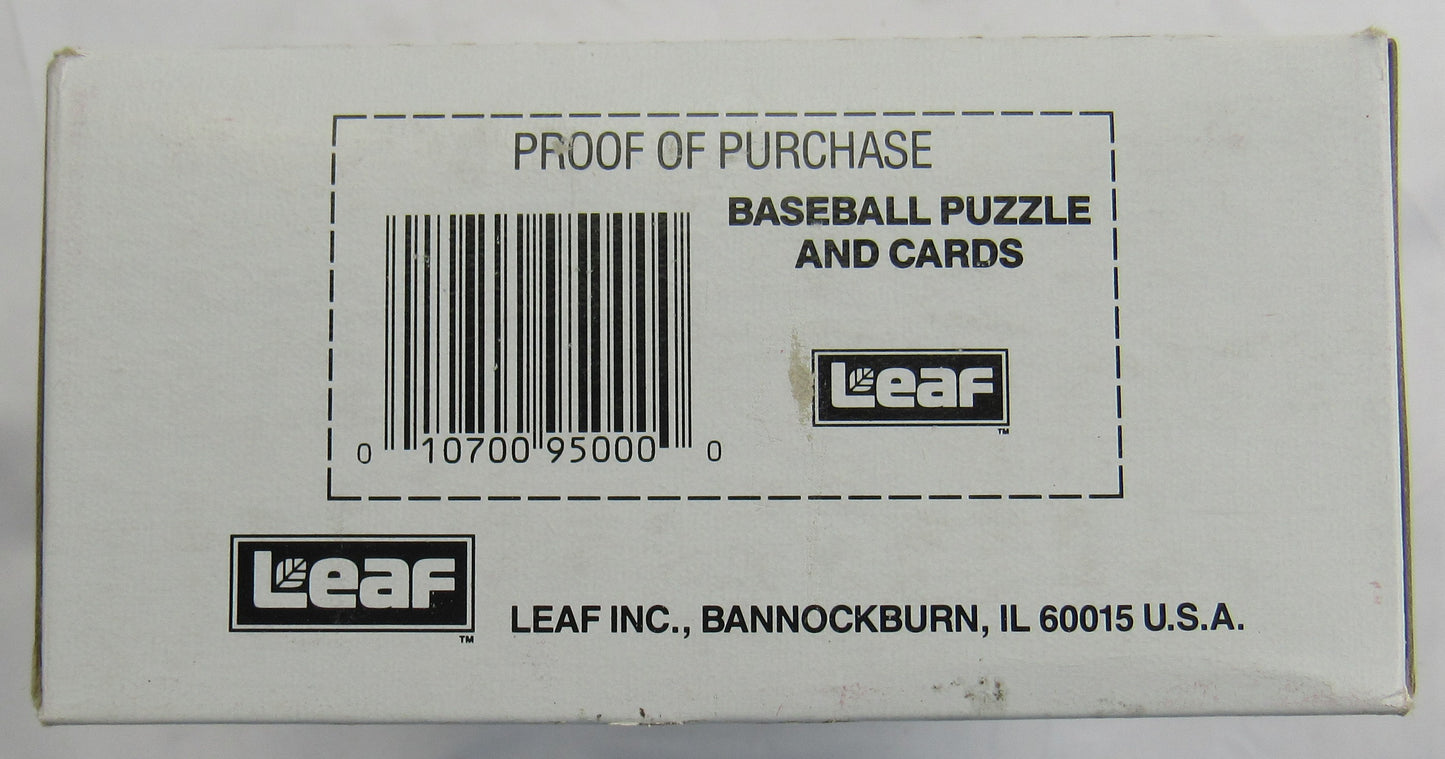 PROOF OF PURCHASE
BASEBALL PUZZLE
AND CARDS
Leaf
TM
0 10700 95000 0
Leaf
TM
LEAF INC., BANNOCKBURN, IL 60015 U.S.A.